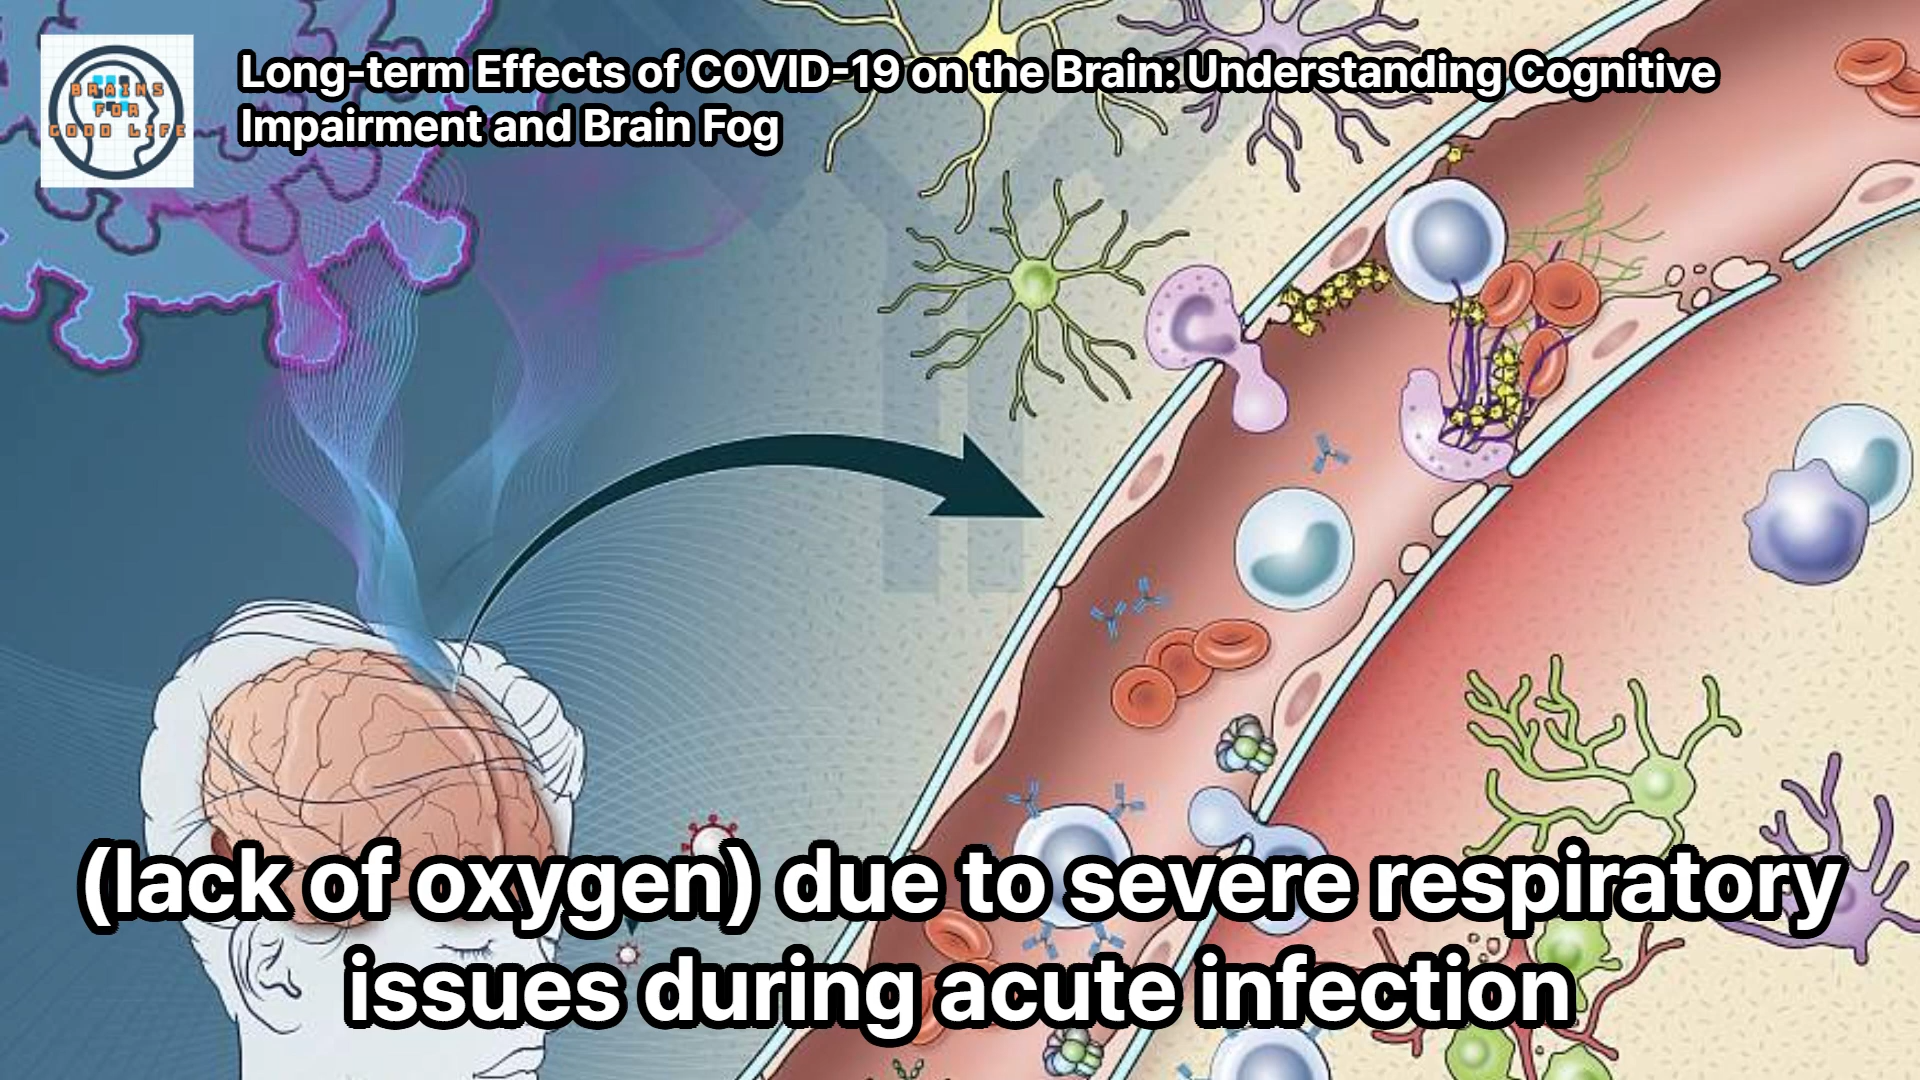 BRAINS
FOR
GOOD LIFE
Long-term Effects of COVID-19 on the Brain: Understanding Cognitive
Impairment and Brain Fog
(lack of oxygen) due to severe respiratory
issues during acute infection